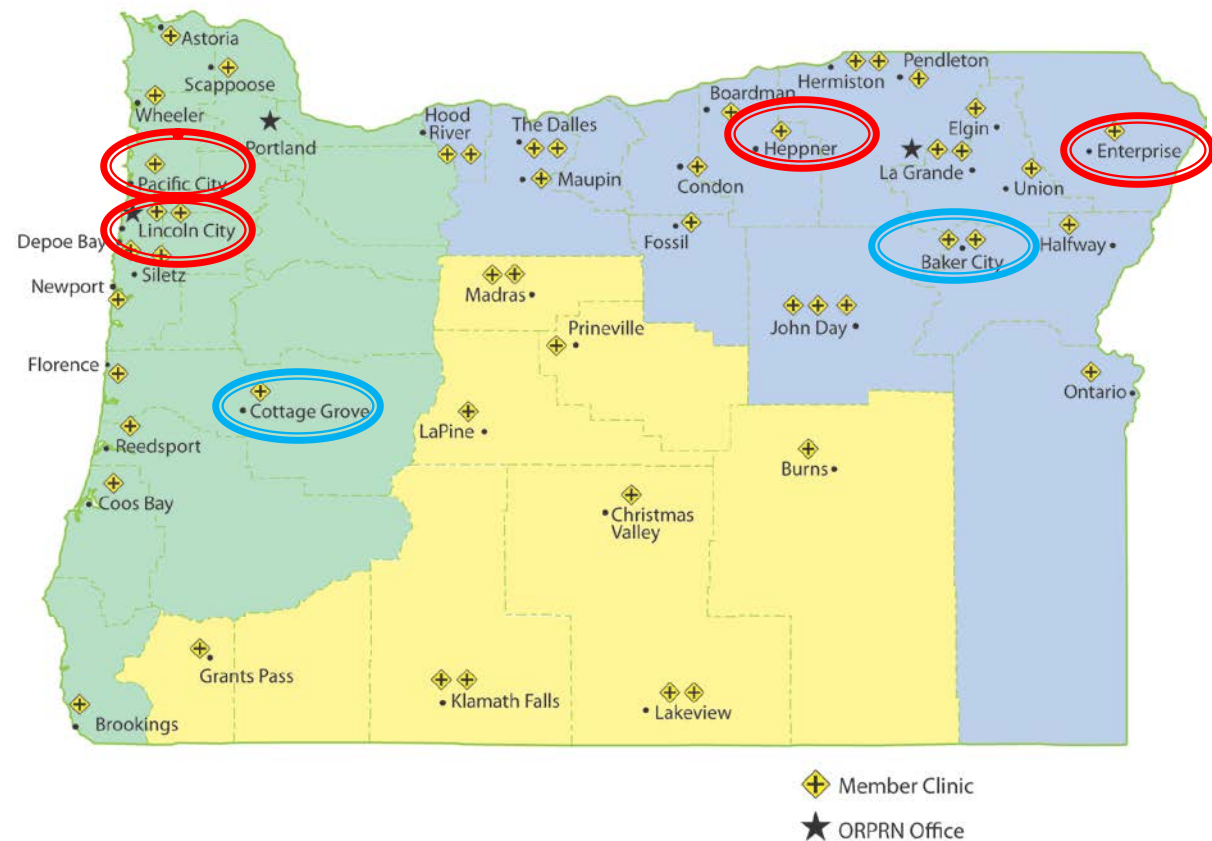 Astoria
Scappoose
Wheeler
Portland
Pacific City
Lincoln City
Depoe Bay
Siletz
Newport
Florence
Cottage Grove
Reedsport
Coos Bay
Brookings
Hood
River
The Dalles
Maupin
Boardman
Condon
Fossil
Heppner
Hermiston
Pendleton
Elgin
La Grande
Union
Enterprise
Baker City
Halfway
John Day
Ontario
Madras
Prineville
LaPine
Burns
Christmas
Valley
Grants Pass
Klamath Falls
Lakeview
Member Clinic
ORPRN Office